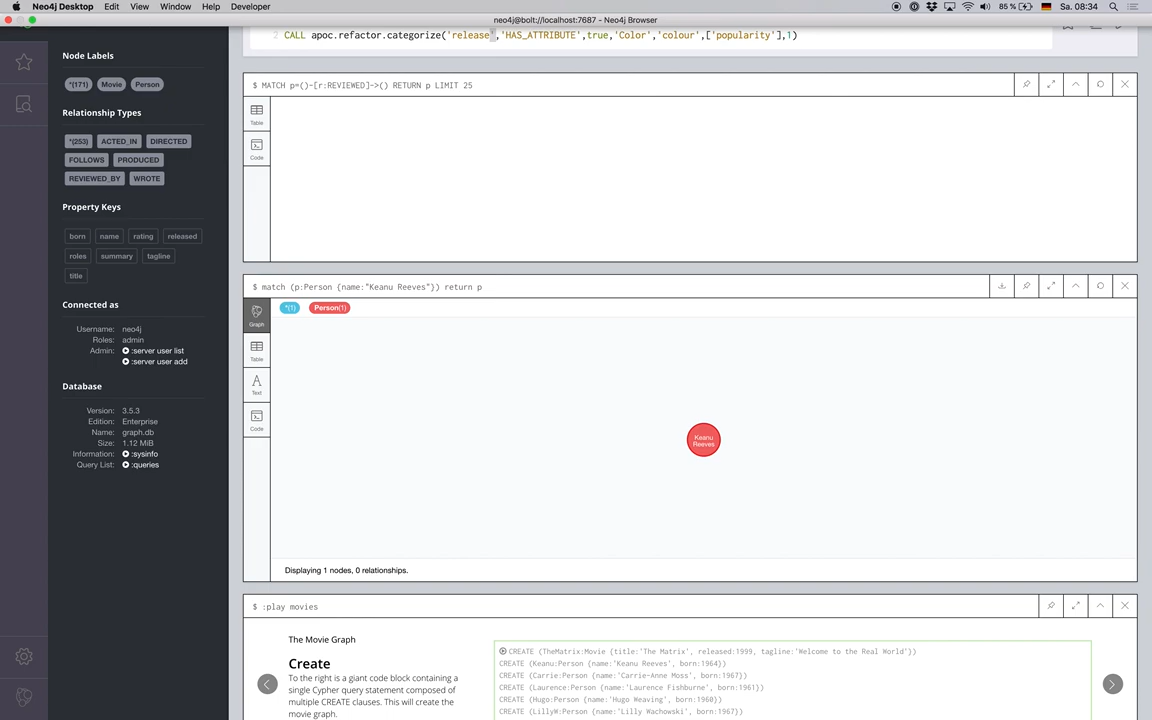 Neo4j Desktop Edit View Window Help Developer 85 % Sa. 08:34
neo4j@bolt://localhost:7687 - Neo4j Browser
2 CALL apoc.refactor.categorize('release','HAS_ATTRIBUTE',true,'Color','colour',['popularity'],1)
Node Labels
*(171) Movie Person
Relationship Types
*(253) ACTED_IN DIRECTED
FOLLOWS PRODUCED
REVIEWED_BY WROTE
Property Keys
born name rating released
roles summary tagline
title
Connected as
Username: neo4j
Roles: admin
Admin: :server user list
:server user add
Database
Version: 3.5.3
Edition: Enterprise
Name: graph.db
Size: 1.12 MiB
Information: :sysinfo
Query List: :queries
$ MATCH p=()-[r:REVIEWED]->() RETURN p LIMIT 25
Table
Code
$ match (p:Person {name:"Keanu Reeves"}) return p
Graph
Table
A
Text
Code
*(1) Person(1)
Keanu
Reeves
Displaying 1 nodes, 0 relationships.
$ :play movies
The Movie Graph
Create
To the right is a giant code block containing a
single Cypher query statement composed of
multiple CREATE clauses. This will create the
movie graph.
CREATE (TheMatrix:Movie {title:'The Matrix', released:1999, tagline:'Welcome to the Real World'})
CREATE (Keanu:Person {name:'Keanu Reeves', born:1964})
CREATE (Carrie:Person {name:'Carrie-Anne Moss', born:1967})
CREATE (Laurence:Person {name:'Laurence Fishburne', born:1961})
CREATE (Hugo:Person {name:'Hugo Weaving', born:1960})
CREATE (LillyW:Person {name:'Lilly Wachowski', born:1967})